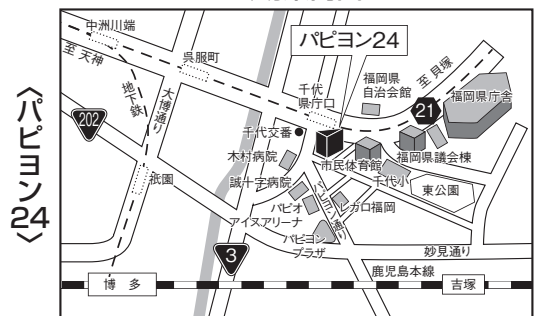 〈パピヨン24〉
中洲川端
至 天神
呉服町
パピヨン24
地下鉄
大博通り
千代
県庁口
福岡県
自治会館
至 貝塚
21
福岡県庁舎
202
千代交番
木村病院
市民体育館
福岡県議会棟
祇園
誠十字病院
千代小
東公園
パピオ
アイスアリーナ
パピヨン通り
レガロ福岡
パピヨン
プラザ
妙見通り
3
鹿児島本線
博多
吉塚